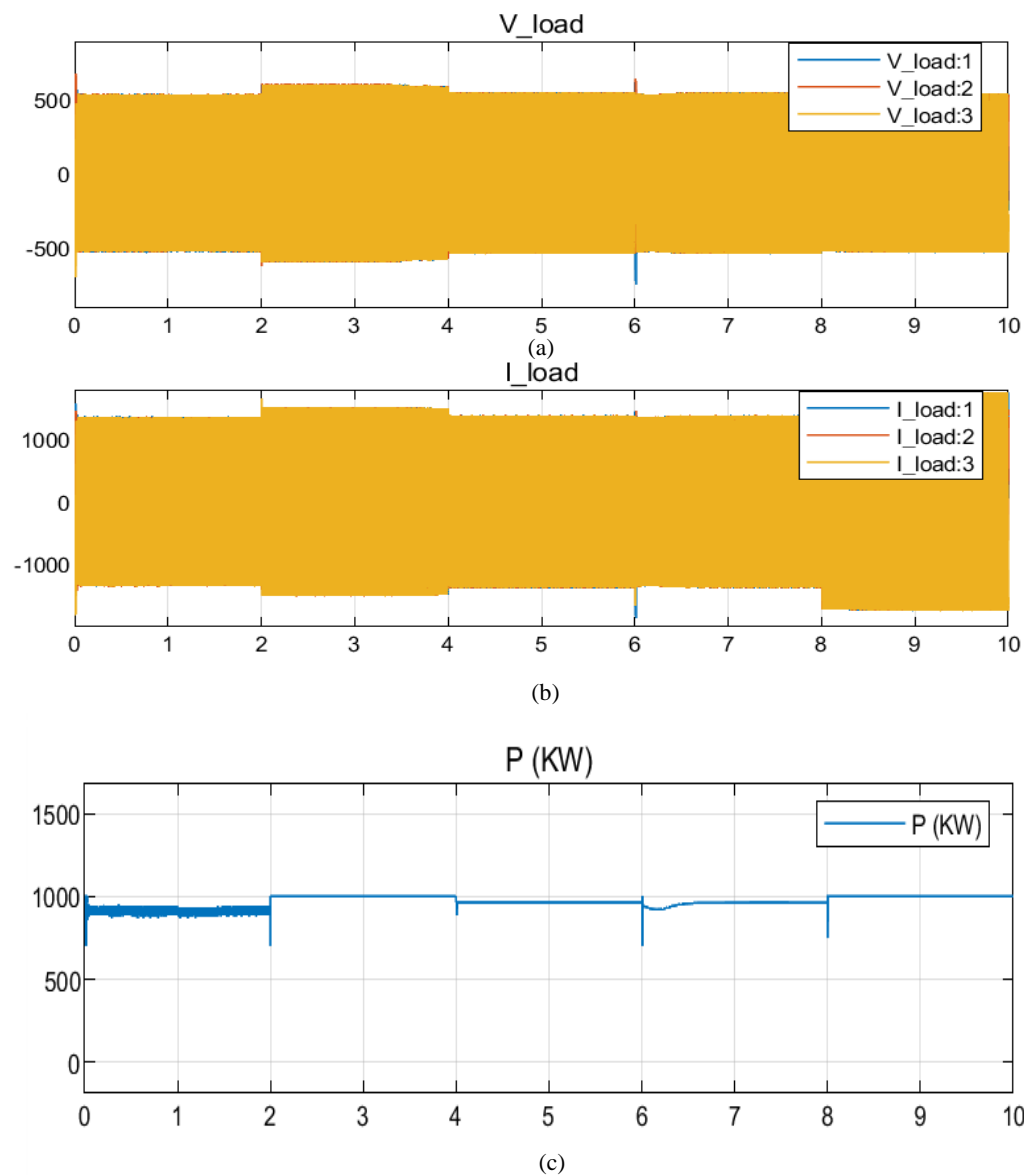 V_load
500
0
-500
V_load:1
V_load:2
V_load:3
0 1 2 3 4 5 6 7 8 9 10
(a)
I_load
1000
0
-1000
I_load:1
I_load:2
I_load:3
0 1 2 3 4 5 6 7 8 9 10
(b)
P (KW)
1500
1000
500
0
P (KW)
0 1 2 3 4 5 6 7 8 9 10
(c)